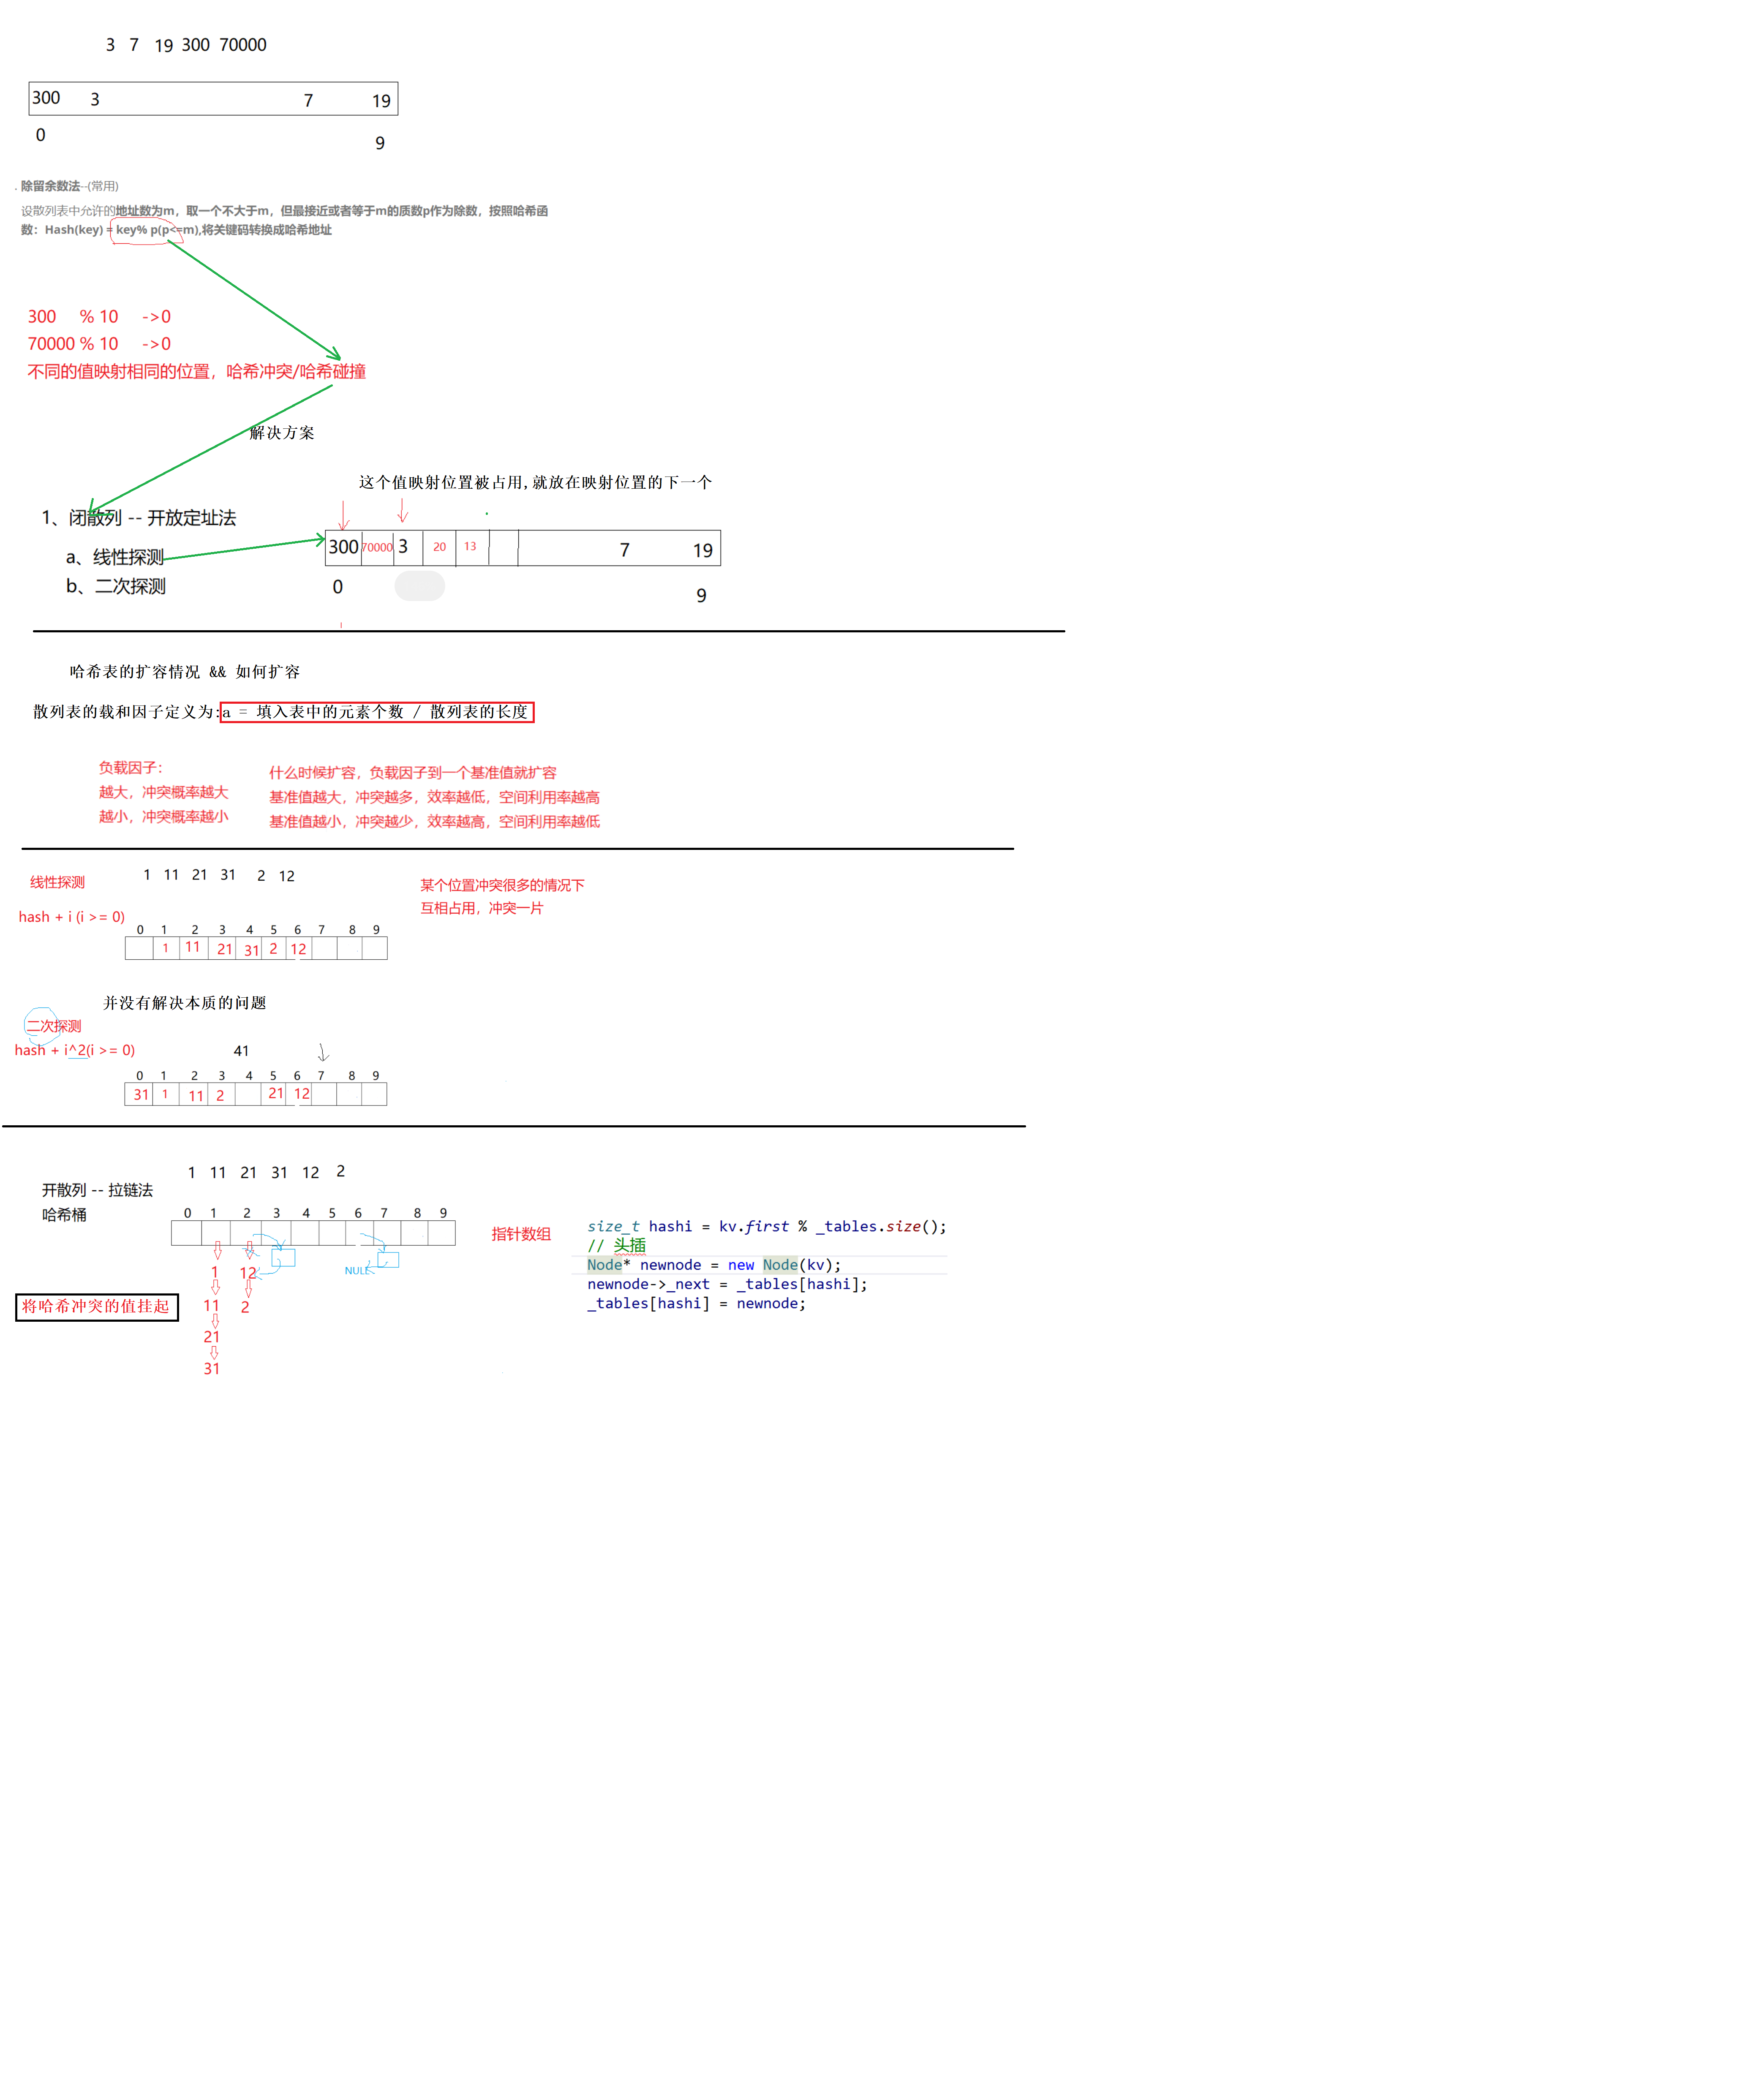 3 7 19 300 70000
300 3 7 19
0 9
. 除留余数法--(常用)
设散列表中允许的地址数为m，取一个不大于m，但最接近或者等于m的质数p作为除数，按照哈希函
数：Hash(key) = key% p(p<=m),将关键码转换成哈希地址
300 % 10 ->0
70000 % 10 ->0
不同的值映射相同的位置，哈希冲突/哈希碰撞
解决方案
这个值映射位置被占用,就放在映射位置的下一个
1、闭散列 -- 开放定址法
a、线性探测
b、二次探测
300 70000 3 20 13 7 19
0 9
哈希表的扩容情况 && 如何扩容
散列表的载和因子定义为:a = 填入表中的元素个数 / 散列表的长度
负载因子：
越大，冲突概率越大
越小，冲突概率越小
什么时候扩容，负载因子到一个基准值就扩容
基准值越大，冲突越多，效率越低，空间利用率越高
基准值越小，冲突越少，效率越高，空间利用率越低
线性探测
1 11 21 31 2 12
某个位置冲突很多的情况下
互相占用，冲突一片
hash + i (i >= 0)
0 1 2 3 4 5 6 7 8 9
1 11 21 31 2 12
并没有解决本质的问题
二次探测
hash + i^2(i >= 0)
41
0 1 2 3 4 5 6 7 8 9
31 1 11 2 21 12
1 11 21 31 12 2
开散列 -- 拉链法
哈希桶
0 1 2 3 4 5 6 7 8 9
指针数组
1 12
NULL
11 2
21
31
将哈希冲突的值挂起
size_t hashi = kv.first % _tables.size();
// 头插
Node* newnode = new Node(kv);
newnode->_next = _tables[hashi];
_tables[hashi] = newnode;